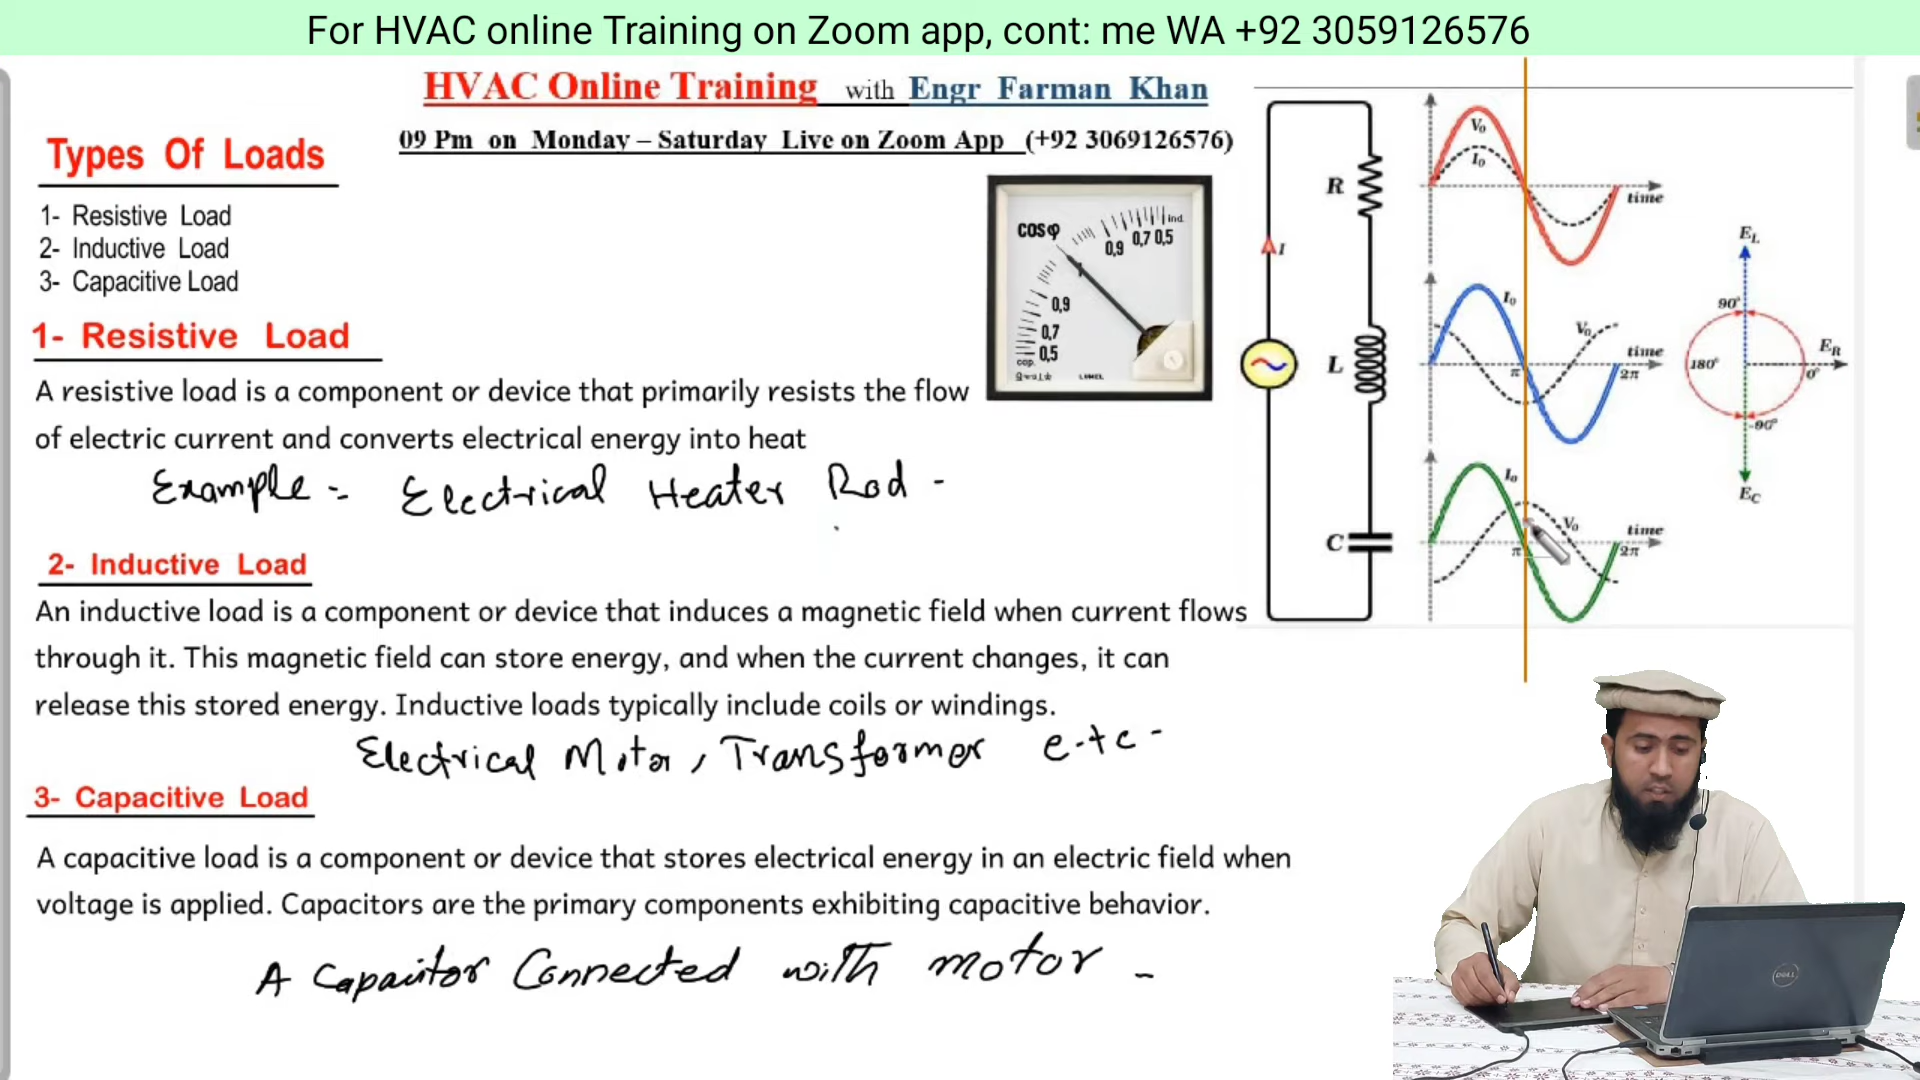 For HVAC online Training on Zoom app, cont: me WA +92 3059126576
HVAC Online Training with Engr Farman Khan
09 Pm on Monday – Saturday Live on Zoom App (+92 3069126576)
Types Of Loads
1- Resistive Load
2- Inductive Load
3- Capacitive Load
1- Resistive Load
A resistive load is a component or device that primarily resists the flow
of electric current and converts electrical energy into heat
Example - Electrical Heater Rod -
2- Inductive Load
An inductive load is a component or device that induces a magnetic field when current flows
through it. This magnetic field can store energy, and when the current changes, it can
release this stored energy. Inductive loads typically include coils or windings.
Electrical Motor, Transformer e-t c -
3- Capacitive Load
A capacitive load is a component or device that stores electrical energy in an electric field when
voltage is applied. Capacitors are the primary components exhibiting capacitive behavior.
A Capacitor Connected with motor -
cosφ
0,9 0,7 0,5 ind.
0,9
0,7
0,5
cap.
LUMEL
I
R
L
C
V₀
I₀
time
I₀
V₀
time
π
2π
I₀
V₀
time
π
2π
E_L
90°
180°
E_R
0°
-90°
E_C
DELL